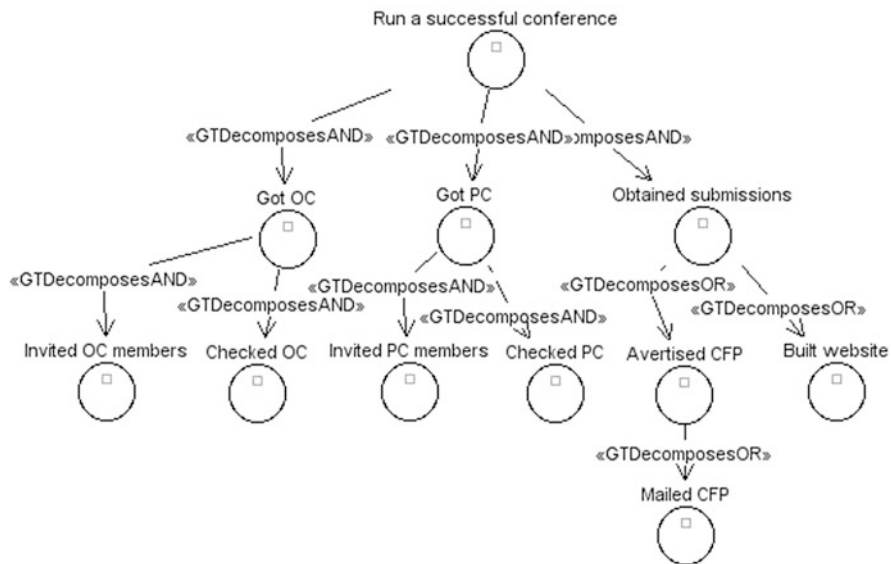 Run a successful conference
«GTDecomposesAND»
«GTDecomposesAND»
omposesAND»
Got OC
Got PC
Obtained submissions
«GTDecomposesAND»
«GTDecomposesAND»
«GTDecomposesAND»
«GTDecomposesAND»
«GTDecomposesOR»
«GTDecomposesOR»
Invited OC members
Checked OC
Invited PC members
Checked PC
Avertised CFP
Built website
«GTDecomposesOR»
Mailed CFP